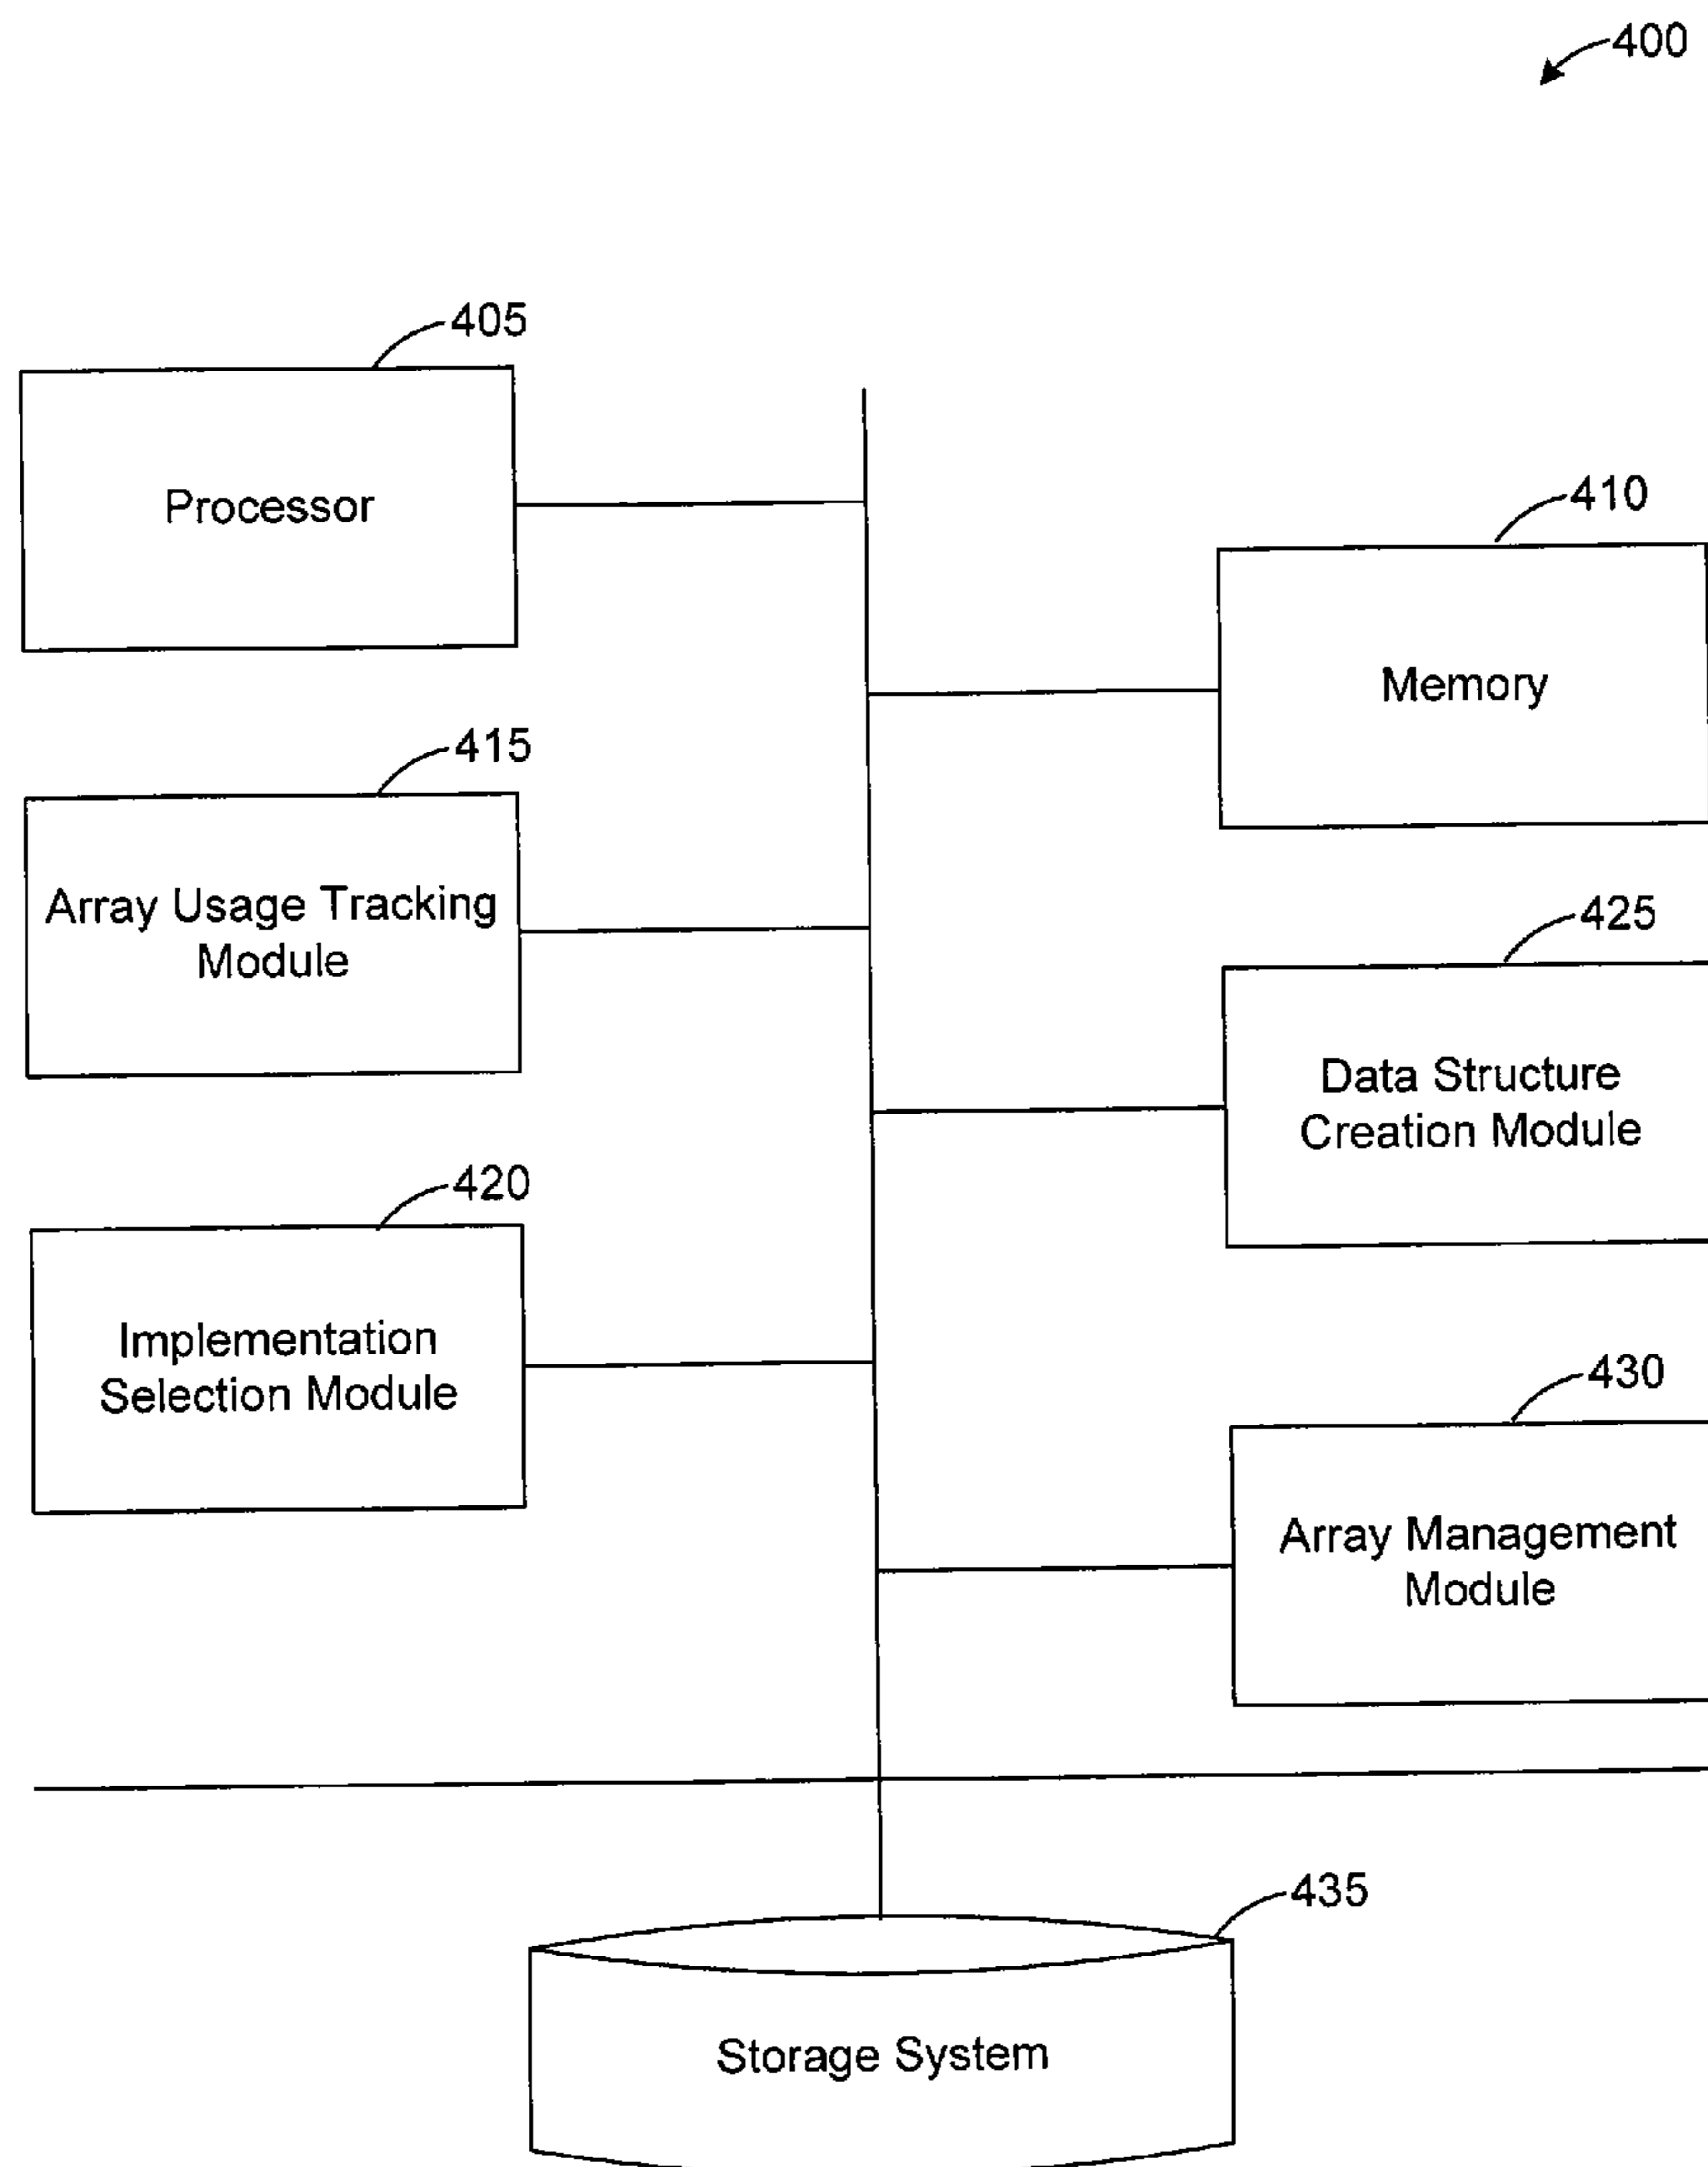 400
405
Processor
410
Memory
415
Array Usage Tracking
Module
425
Data Structure
Creation Module
420
Implementation
Selection Module
430
Array Management
Module
435
Storage System